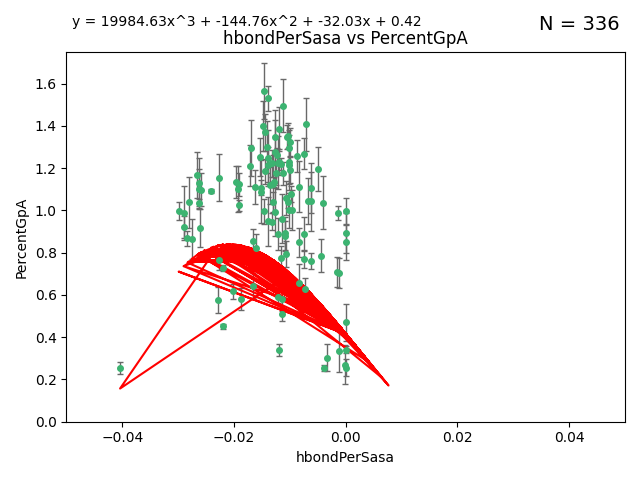 y = 19984.63x^3 + -144.76x^2 + -32.03x + 0.42
N = 336
hbondPerSasa vs PercentGpA
PercentGpA
1.6
1.4
1.2
1.0
0.8
0.6
0.4
0.2
0.0
−0.04
−0.02
0.00
0.02
0.04
hbondPerSasa